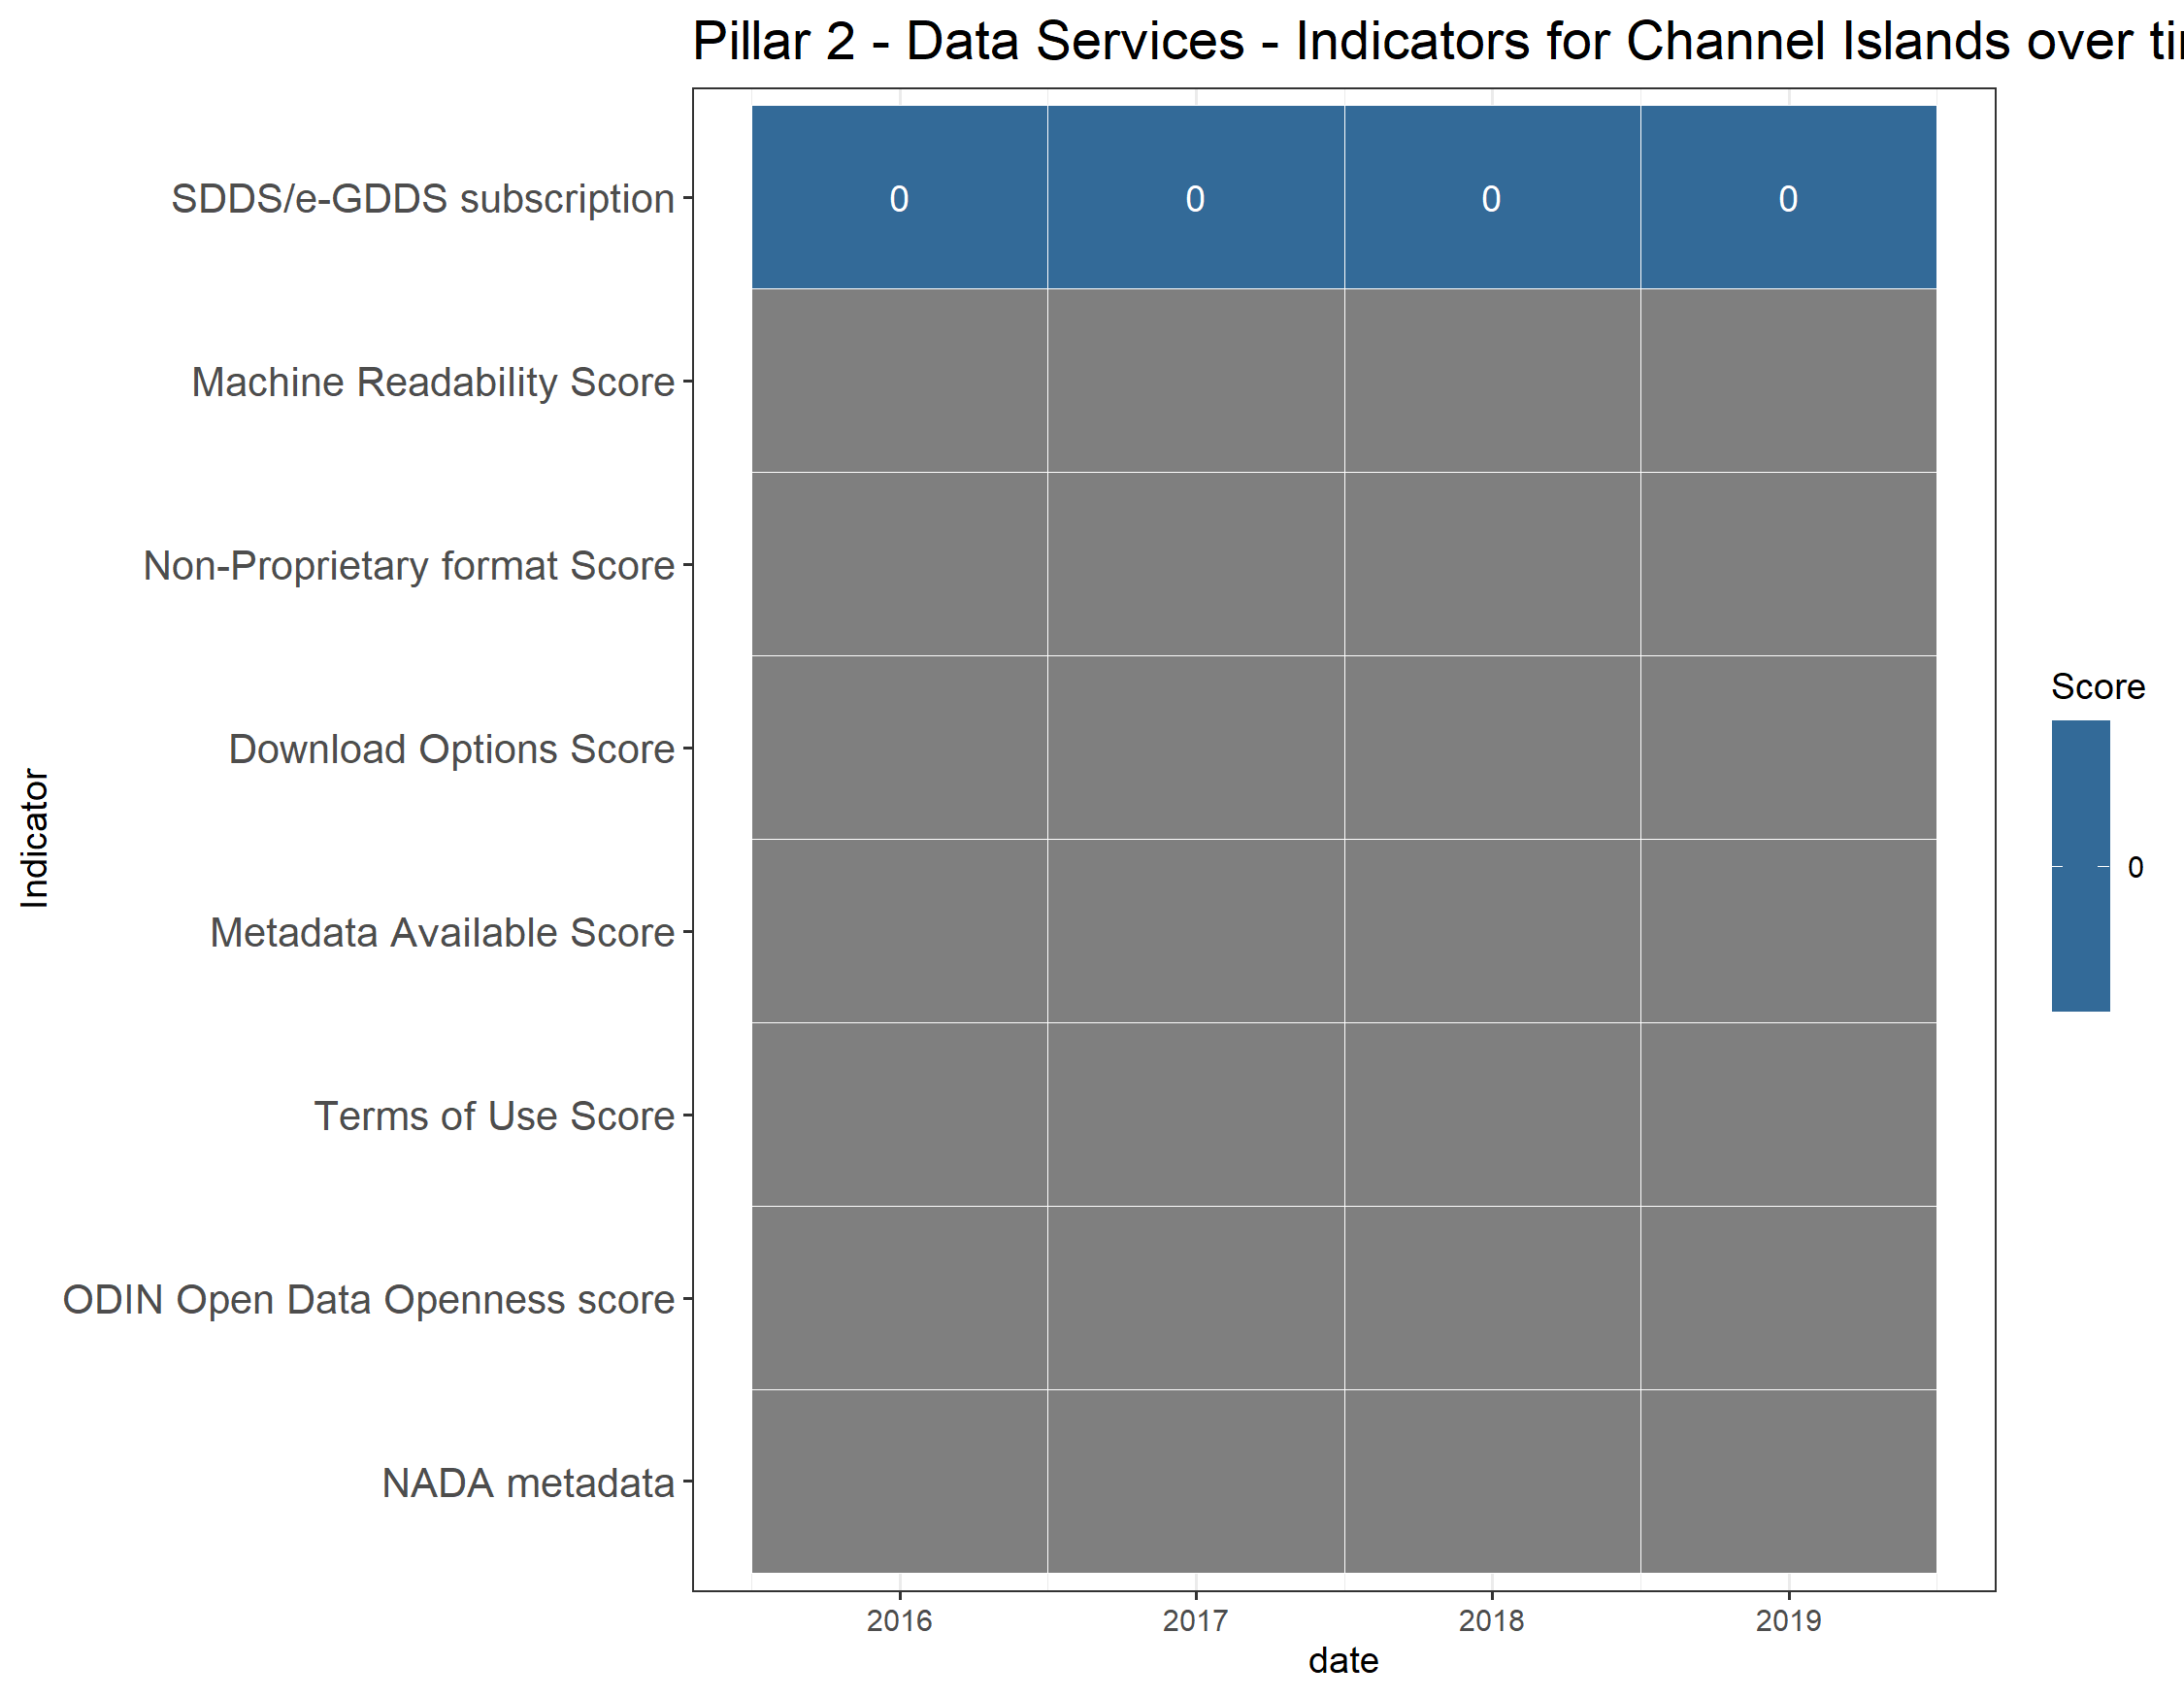 Pillar 2 - Data Services - Indicators for Channel Islands over
SDDS/e-GDDS subscription
0 0 0 0
Machine Readability Score
Non-Proprietary format Score
Download Options Score
Metadata Available Score
Terms of Use Score
ODIN Open Data Openness score
NADA metadata
Indicator
2016 2017 2018 2019
date
Score
0